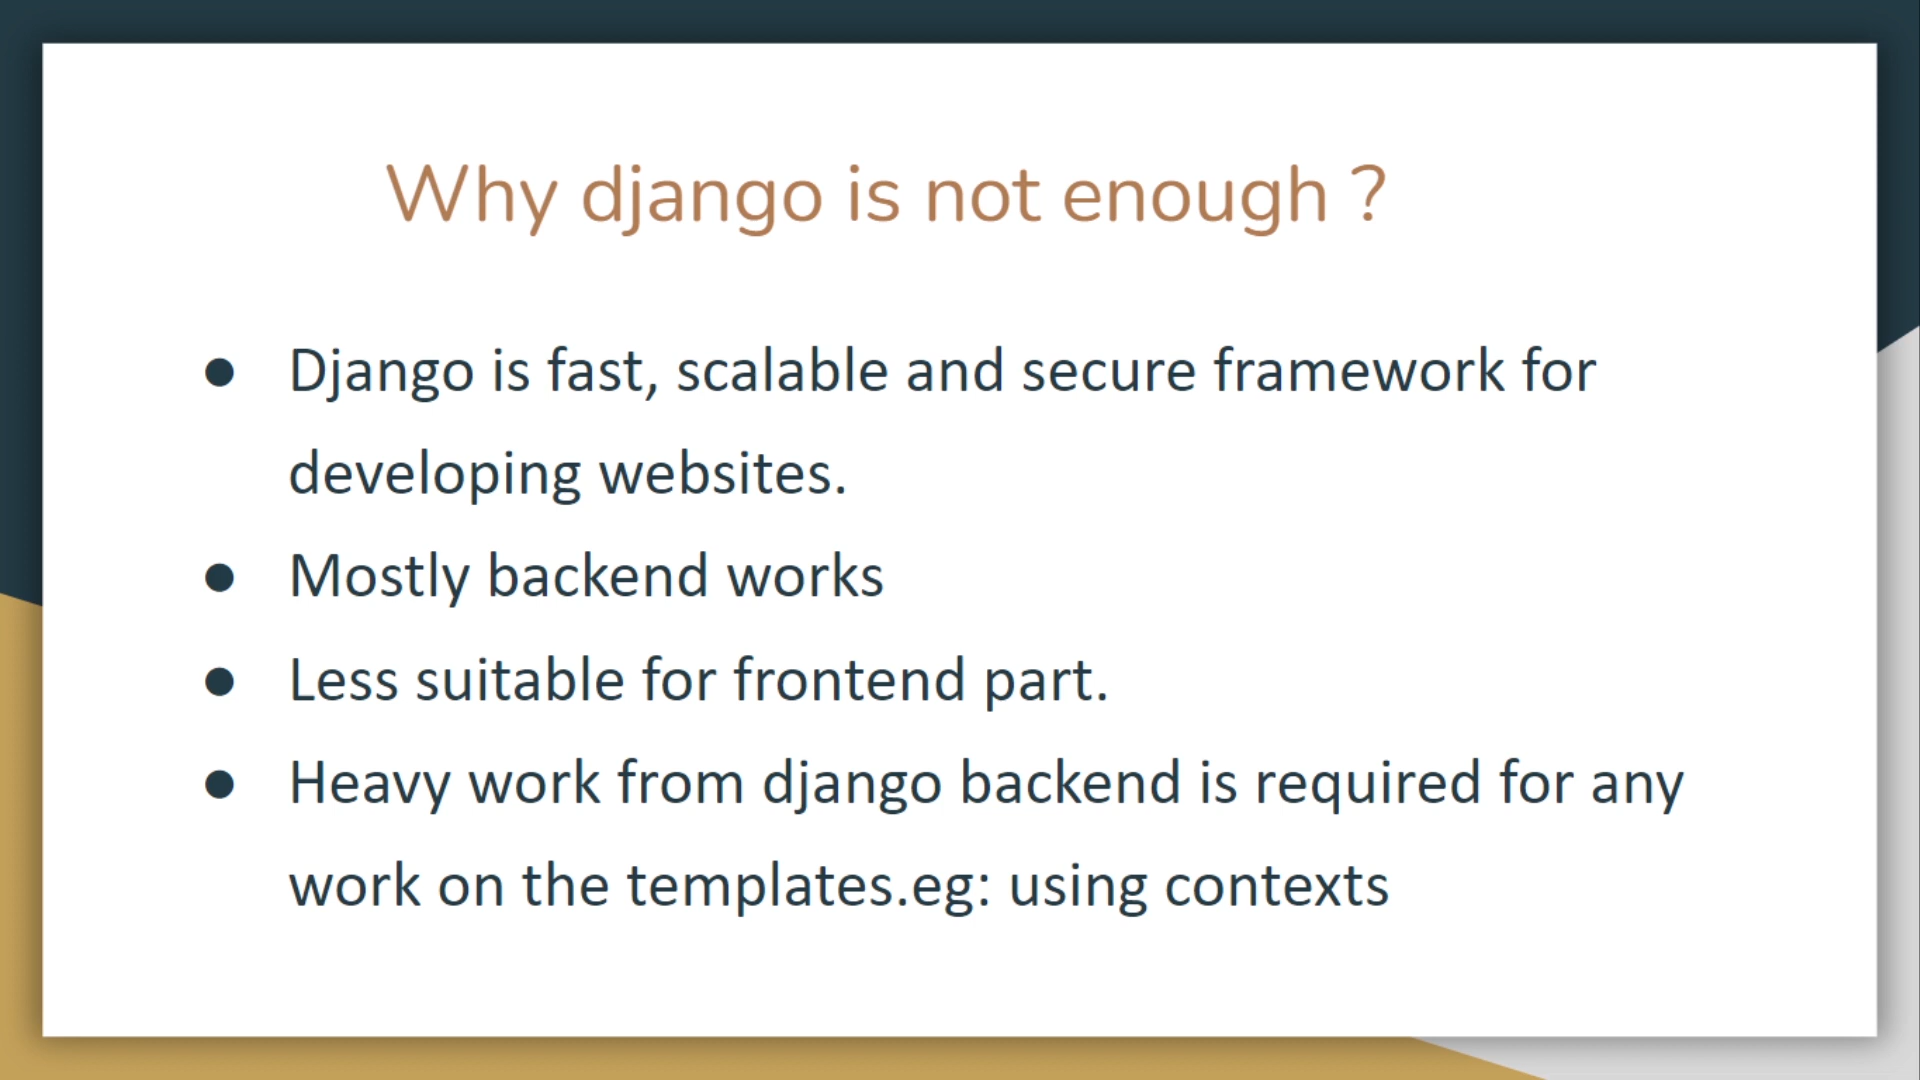 Why django is not enough ?
● Django is fast, scalable and secure framework for
developing websites.
● Mostly backend works
● Less suitable for frontend part.
● Heavy work from django backend is required for any
work on the templates.eg: using contexts